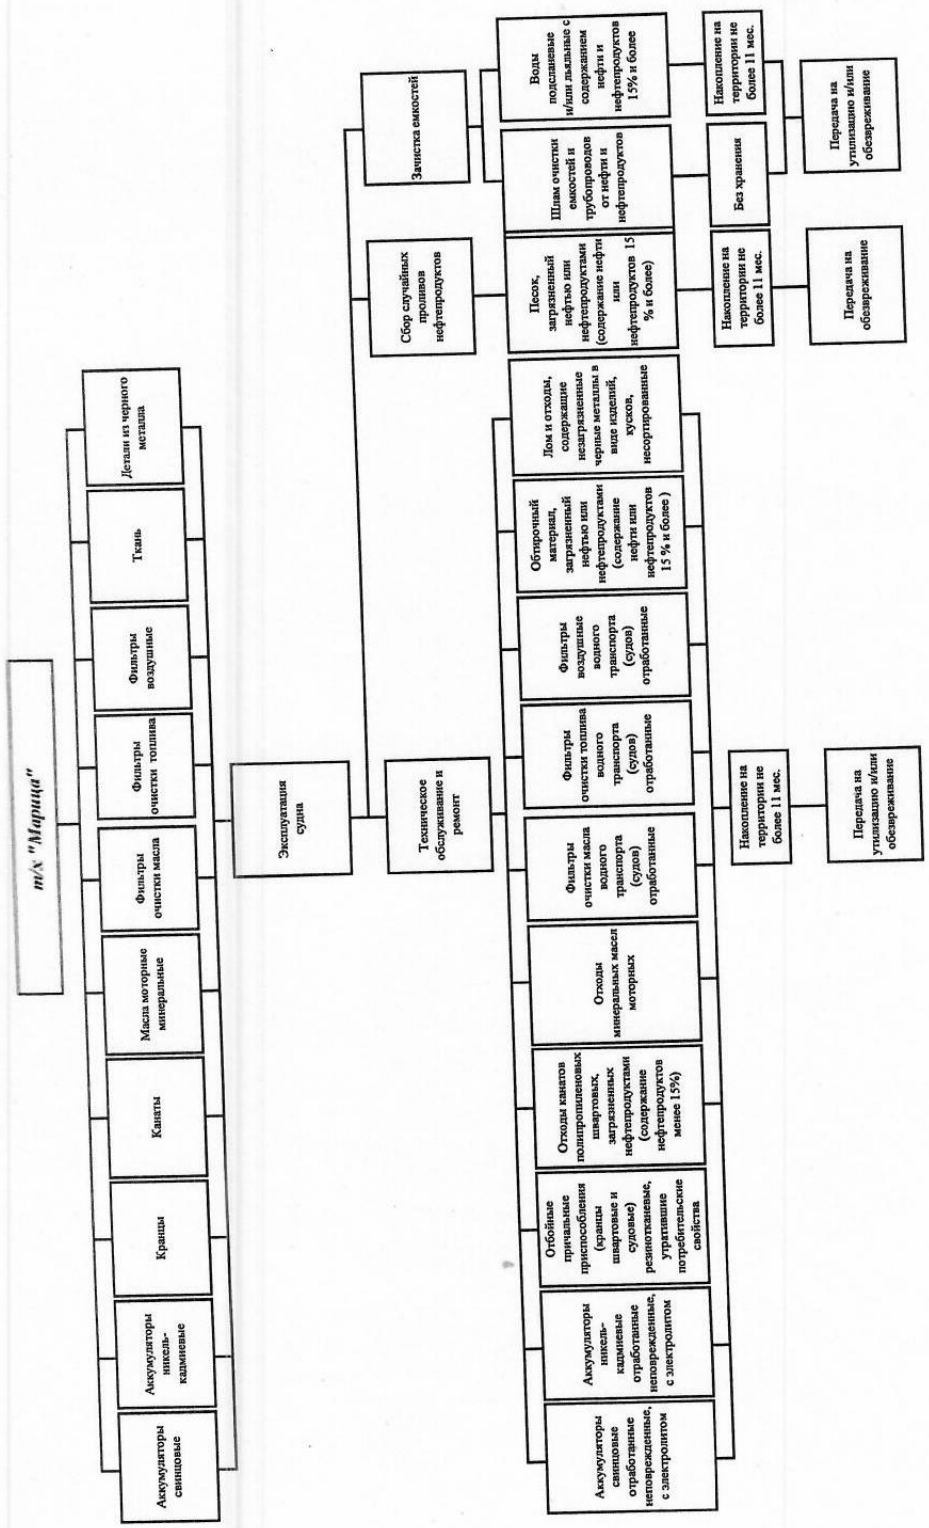 т/х "Марица"
Аккумуляторы
свинцовые
Аккумуляторы
никель-
кадмиевые
Кранцы
Канаты
Масла моторные
минеральные
Фильтры
очистки масла
Фильтры
очистки топлива
Фильтры
воздушные
Ткань
Детали из черного
металла
Эксплуатация
судна
Техническое
обслуживание и
ремонт
Сбор случайных
проливов
нефтепродуктов
Зачистка емкостей
Аккумуляторы
свинцовые
отработанные
неповрежденные,
с электролитом
Аккумуляторы
никель-
кадмиевые
отработанные
неповрежденные,
с электролитом
Отбойные
причальные
приспособления
(кранцы
швартовые и
судовые)
резинотканевые,
утратившие
потребительские
свойства
Отходы канатов
полипропиленовых
швартовых,
загрязненных
нефтепродуктами
(содержание
нефтепродуктов
менее 15%)
Отходы
минеральных масел
моторных
Фильтры
очистки масла
водного
транспорта
(судов)
отработанные
Фильтры
очистки топлива
водного
транспорта
(судов)
отработанные
Фильтры
воздушные
водного
транспорта
(судов)
отработанные
Обтирочный
материал,
загрязненный
нефтью или
нефтепродуктами
(содержание
нефти или
нефтепродуктов
15 % и более )
Лом и отходы,
содержащие
незагрязненные
черные металлы в
виде изделий,
кусков,
несортированные
Песок,
загрязненный
нефтью или
нефтепродуктами
(содержание нефти
или
нефтепродуктов 15
% и более)
Шлам очистки
емкостей и
трубопроводов
от нефти и
нефтепродуктов
Воды
подсланевые
и/или льяльные с
содержанием
нефти и
нефтепродуктов
15% и более
Накопление на
территории не
более 11 мес.
Накопление на
территории не
более 11 мес.
Без хранения
Накопление на
территории не
более 11 мес.
Передача на
утилизацию и/или
обезвреживание
Передача на
обезвреживание
Передача на
утилизацию и/или
обезвреживание